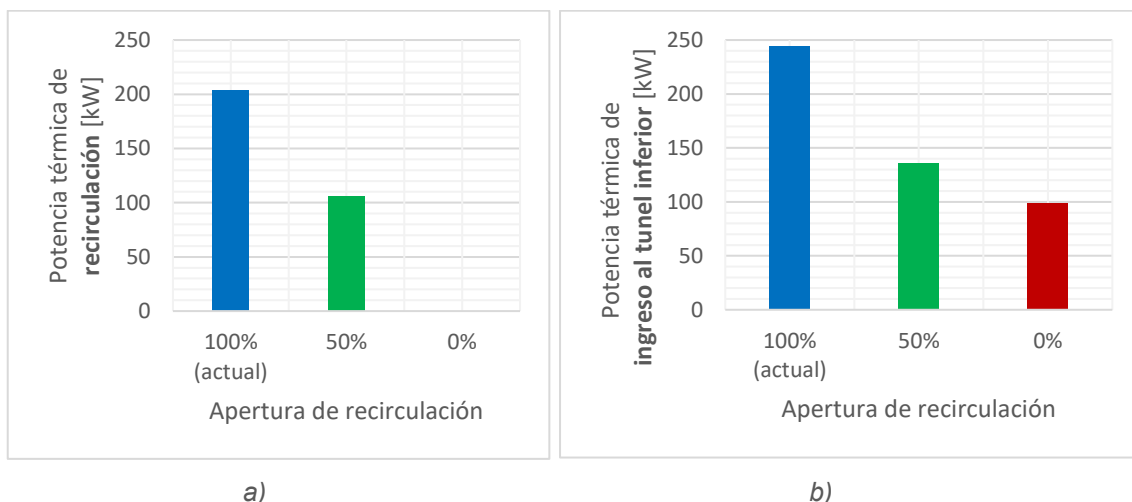 Potencia térmica de
recirculación [kW]
250
200
150
100
50
0
100%
(actual)
50%
0%
Apertura de recirculación
a)
Potencia térmica de
ingreso al tunel inferior [kW]
250
200
150
100
50
0
100%
(actual)
50%
0%
Apertura de recirculación
b)